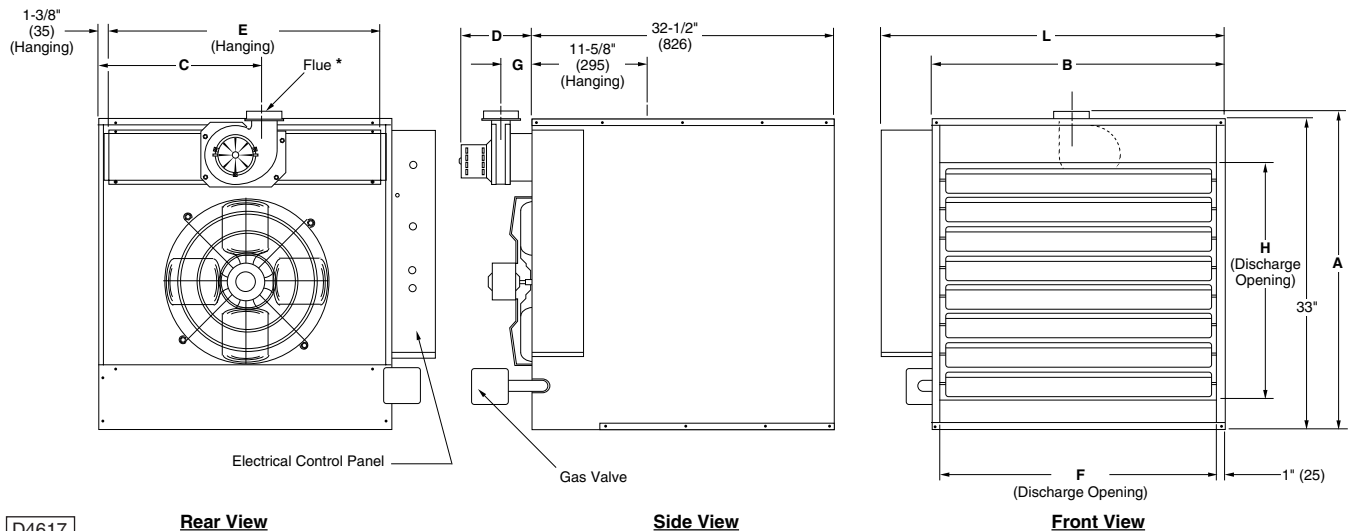 1-3/8"
(35)
(Hanging)
E
(Hanging)
C
Flue *
Electrical Control Panel
D4617
Rear View
D
32-1/2"
(826)
G
11-5/8"
(295)
(Hanging)
Gas Valve
Side View
L
B
H
(Discharge
Opening)
33"
A
F
(Discharge Opening)
1" (25)
Front View